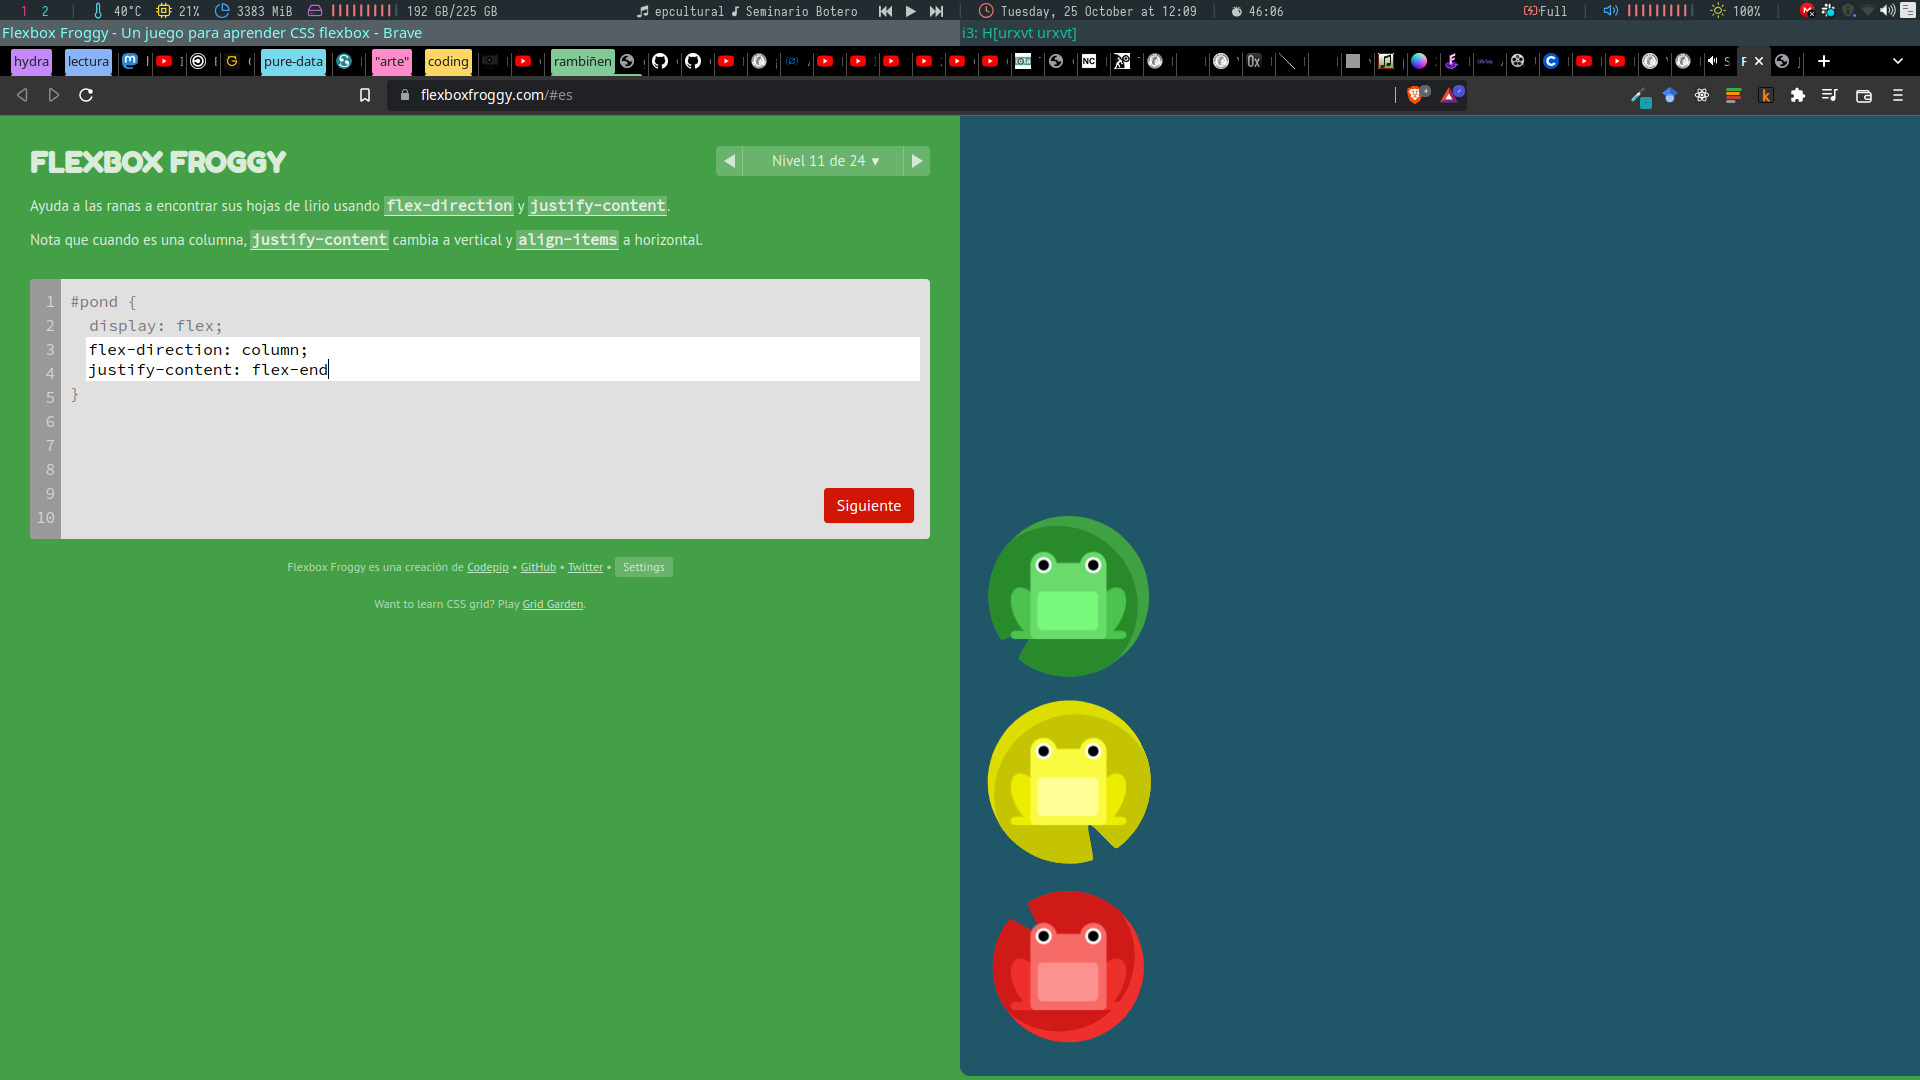 1 2 40°C 21% 3383 MiB 192 GB/225 GB epcultural Seminario Botero Tuesday, 25 October at 12:09 46:06 Full 100%
Flexbox Froggy - Un juego para aprender CSS flexbox - Brave i3: H[urxvt urxvt]
hydra lectura pure-data "arte" coding rambiñen NC 0x
flexboxfroggy.com/#es
FLEXBOX FROGGY
Nivel 11 de 24 ▾
Ayuda a las ranas a encontrar sus hojas de lirio usando flex-direction y justify-content.
Nota que cuando es una columna, justify-content cambia a vertical y align-items a horizontal.
1 #pond {
2 display: flex;
3 flex-direction: column;
4 justify-content: flex-end
5 }
6
7
8
9
10
Siguiente
Flexbox Froggy es una creación de Codepip • GitHub • Twitter • Settings
Want to learn CSS grid? Play Grid Garden.